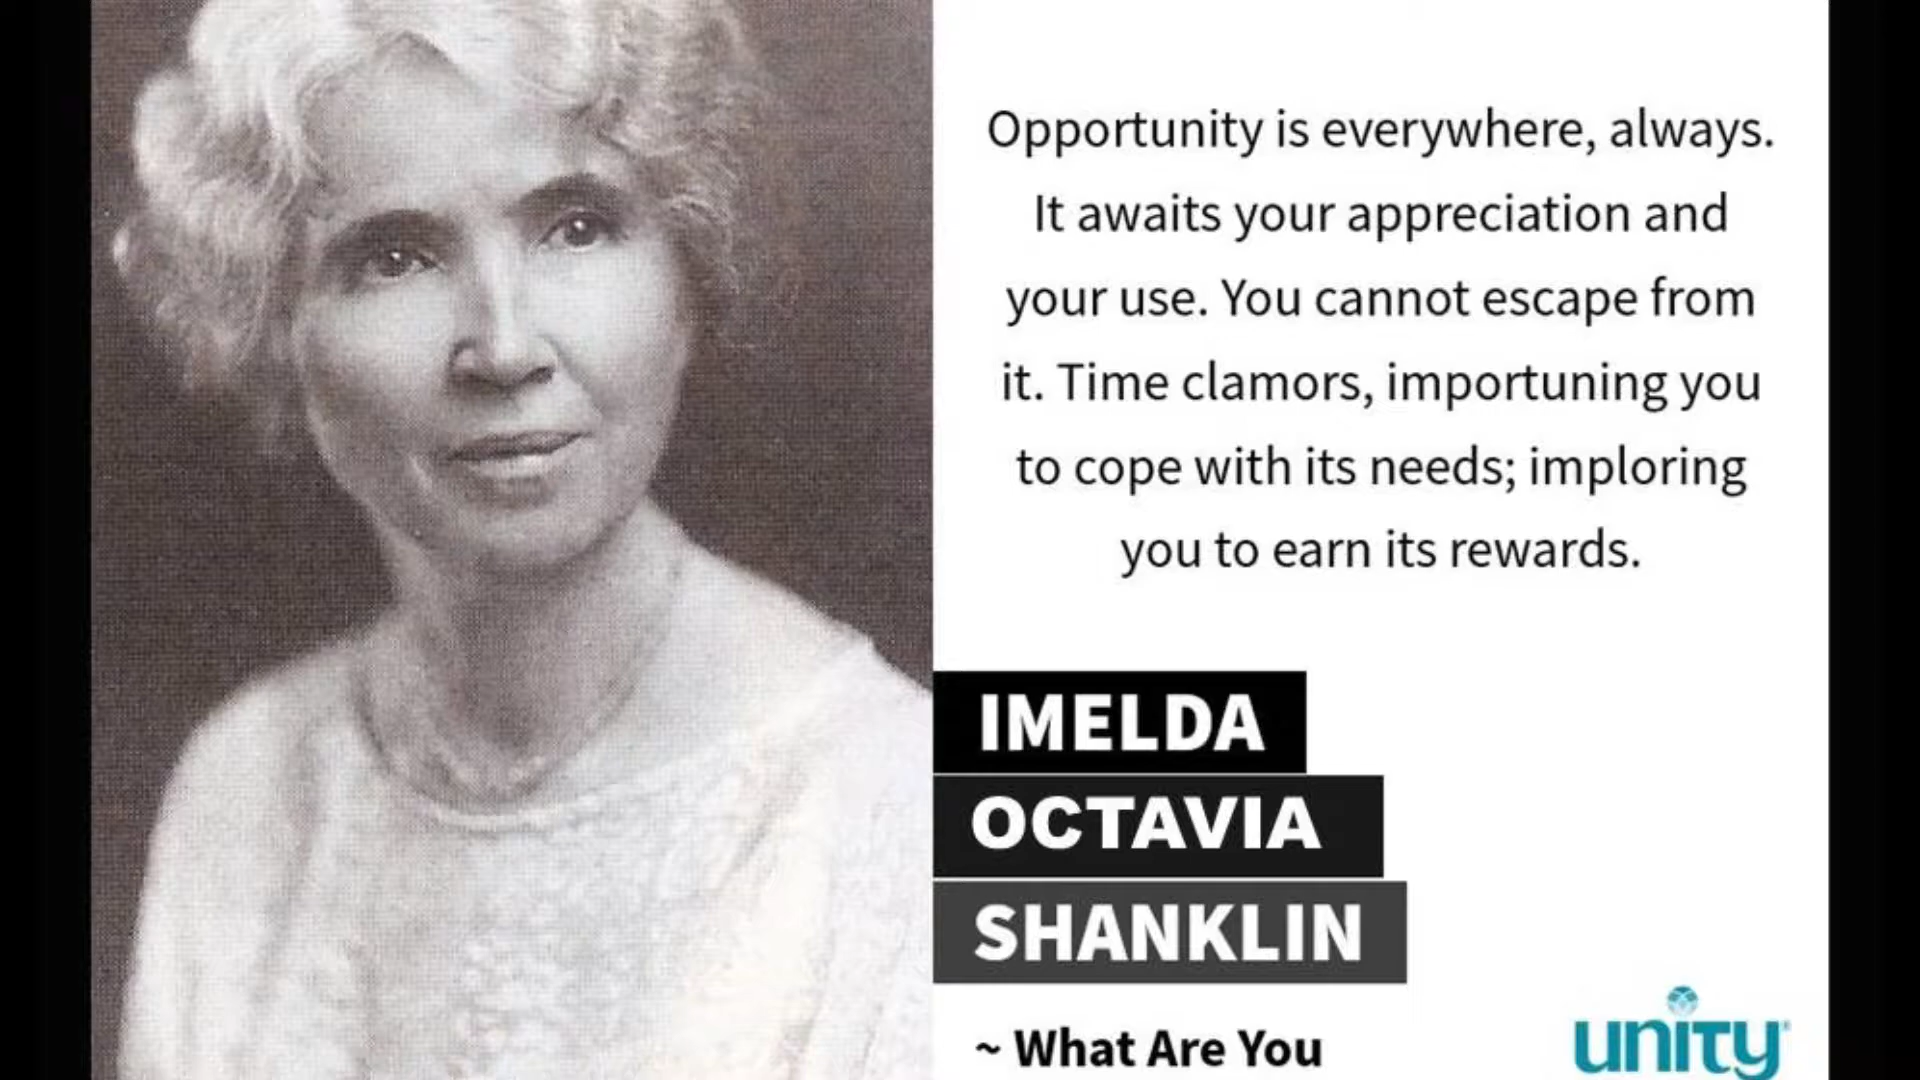 Opportunity is everywhere, always.
It awaits your appreciation and
your use. You cannot escape from
it. Time clamors, importuning you
to cope with its needs; imploring
you to earn its rewards.
IMELDA
OCTAVIA
SHANKLIN
~ What Are You
unity